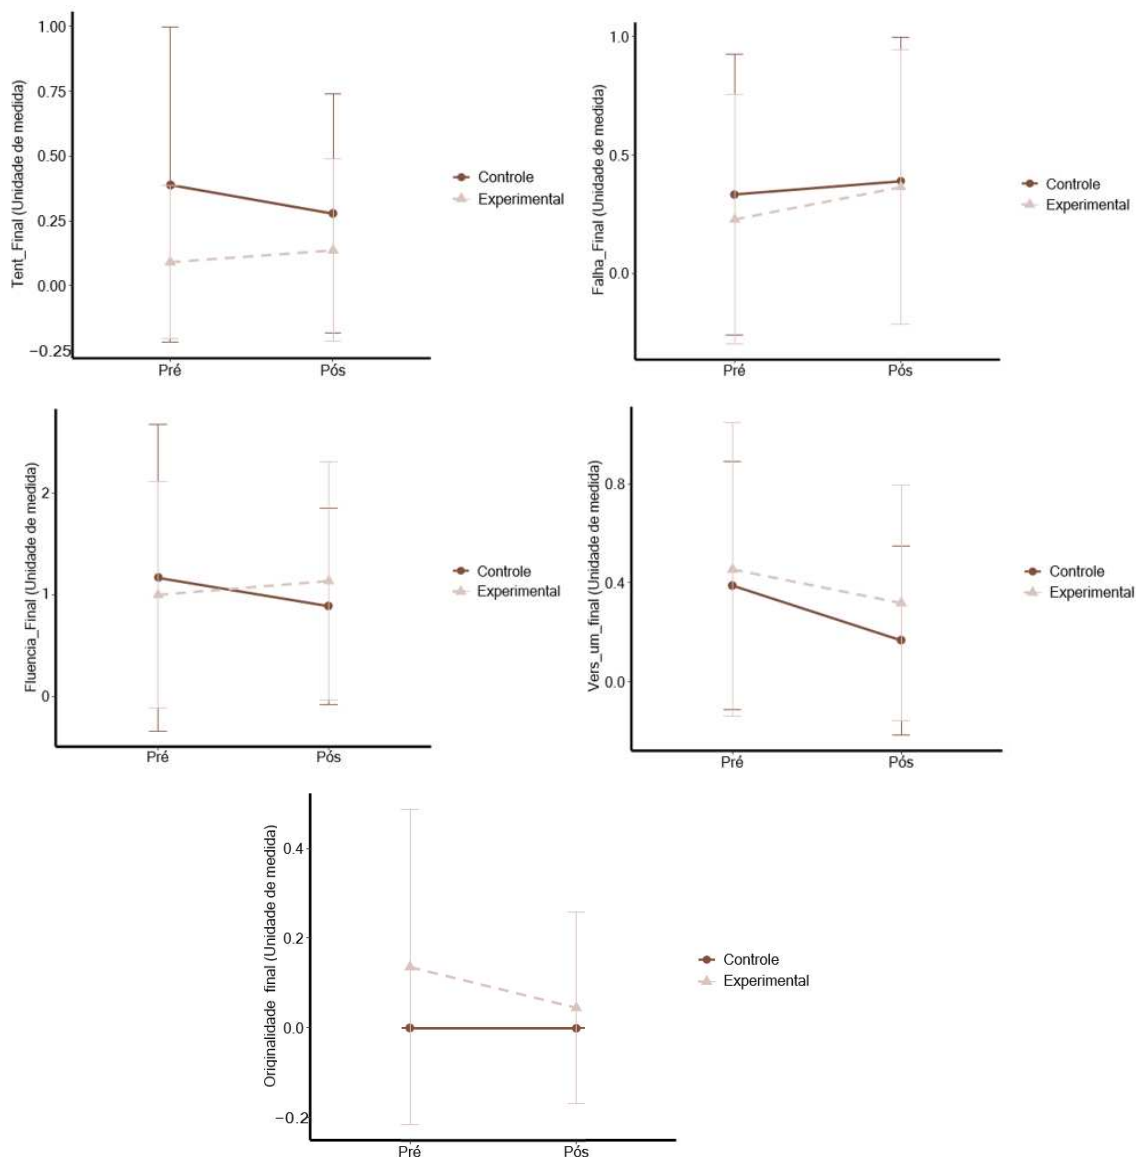 Tent_Final (Unidade de medida)
1.00
0.75
0.50
0.25
0.00
−0.25
Pré
Pós
Controle
Experimental
Falha_Final (Unidade de medida)
1.0
0.5
0.0
Pré
Pós
Controle
Experimental
Fluencia_Final (Unidade de medida)
2
1
0
Pré
Pós
Controle
Experimental
Vers_um_final (Unidade de medida)
0.8
0.4
0.0
Pré
Pós
Controle
Experimental
Originalidade_final (Unidade de medida)
0.4
0.2
0.0
−0.2
Pré
Pós
Controle
Experimental